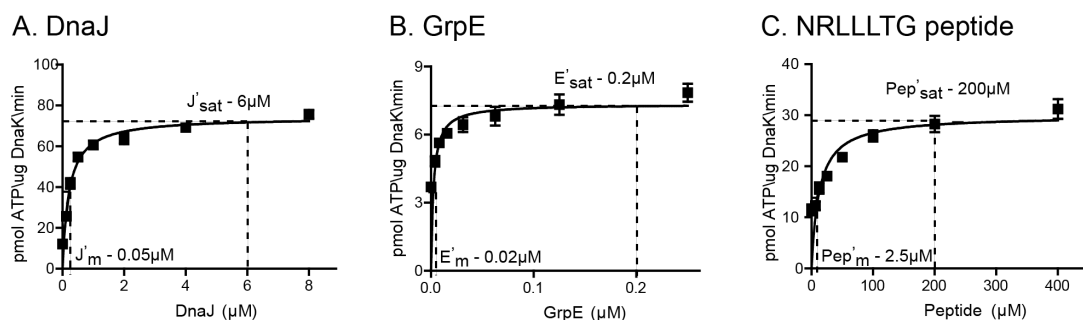 A. DnaJ
pmol ATP\ug DnaK\min
100
80
60
40
20
0
J'sat - 6μM
J'm - 0.05μM
0 2 4 6 8
DnaJ (μM)
B. GrpE
pmol ATP\ug DnaK\min
9
6
3
0
E'sat - 0.2μM
E'm - 0.02μM
0.0 0.1 0.2
GrpE (μM)
C. NRLLLTG peptide
pmol ATP\ug DnaK\min
40
30
20
10
0
Pep'sat - 200μM
Pep'm - 2.5μM
0 100 200 300 400
Peptide (μM)